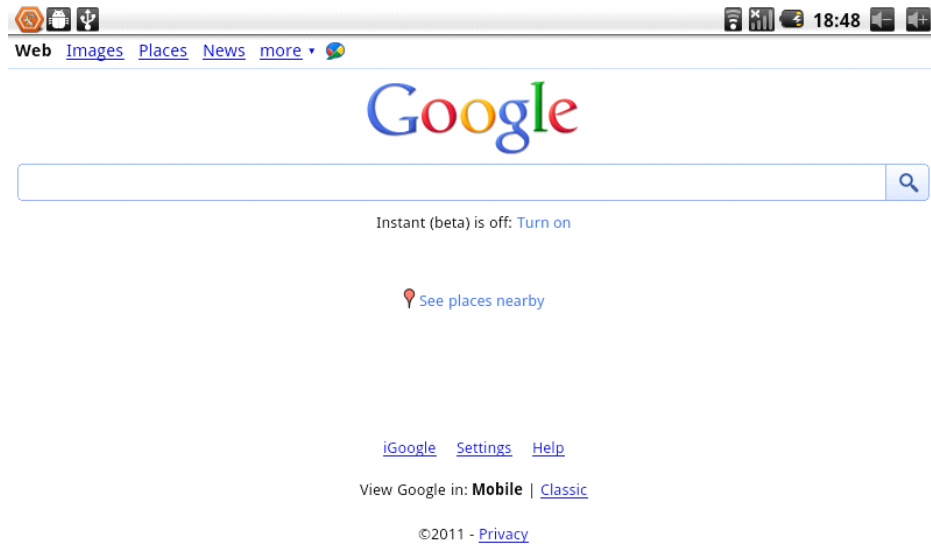 18:48
Web Images Places News more
Google
Instant (beta) is off: Turn on
See places nearby
iGoogle Settings Help
View Google in: Mobile | Classic
©2011 - Privacy